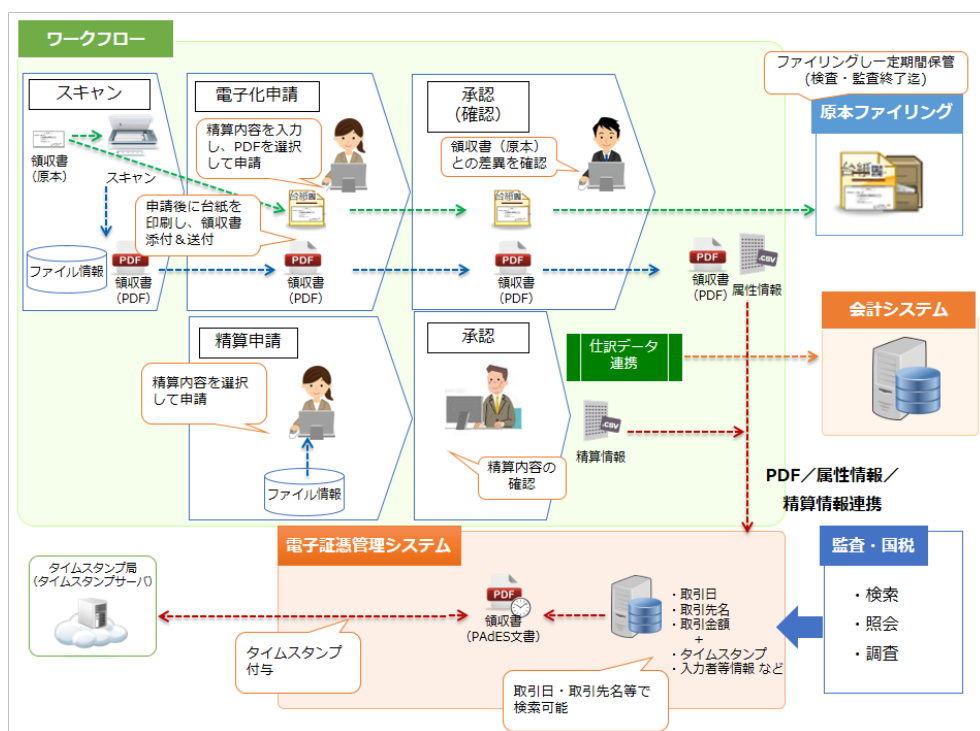 ワークフロー
スキャン
領収書
(原本)
スキャン
ファイル情報
PDF
領収書
(PDF)
電子化申請
精算内容を入力
し、PDFを選択
して申請
申請後に台紙を
印刷し、領収書
添付＆送付
台紙
PDF
領収書
(PDF)
承認
(確認)
領収書（原本）
との差異を確認
台紙
PDF
領収書
(PDF)
PDF
領収書
(PDF)
.CSV
属性情報
ファイリングし一定期間保管
(検査・監査終了迄)
原本ファイリング
台紙
精算申請
精算内容を選択
して申請
ファイル情報
承認
精算内容の
確認
仕訳データ
連携
.CSV
精算情報
会計システム
PDF／属性情報／
精算情報連携
電子証憑管理システム
タイムスタンプ局
(タイムスタンプサーバ)
タイムスタンプ
付与
PDF
領収書
(PAdES文書)
・取引日
・取引先名
・取引金額
+
・タイムスタンプ
・入力者等情報 など
取引日・取引先名等で
検索可能
監査・国税
・検索
・照会
・調査